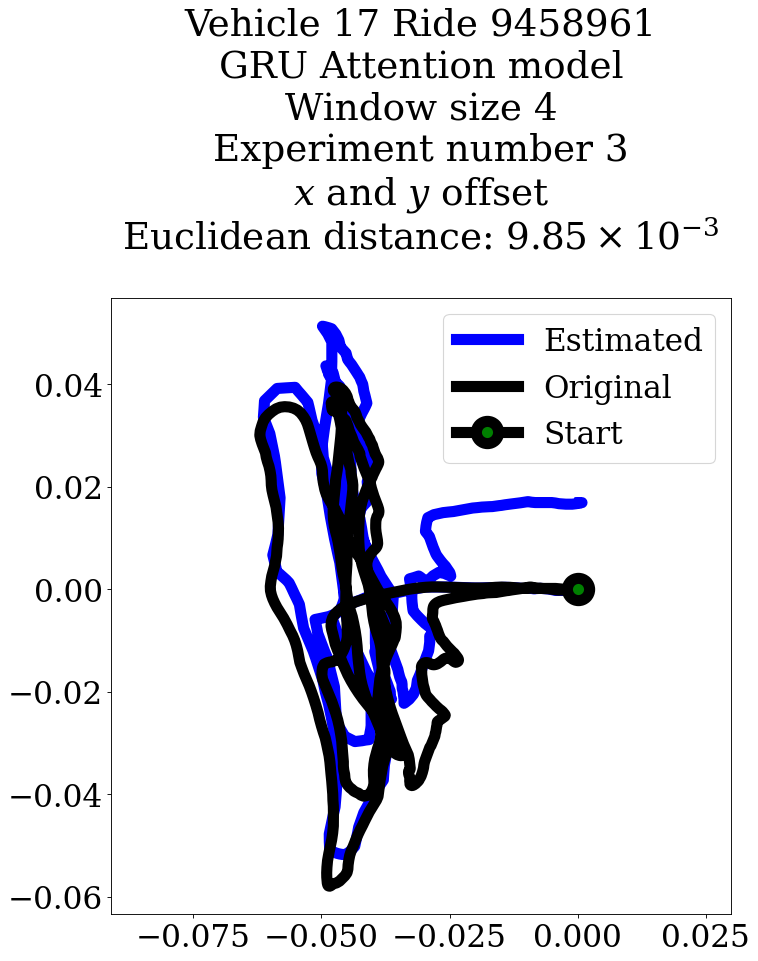 Vehicle 17 Ride 9458961
GRU Attention model
Window size 4
Experiment number 3
x and y offset
Euclidean distance: 9.85 × 10⁻³
Estimated
Original
Start
0.04
0.02
0.00
−0.02
−0.04
−0.06
−0.075 −0.050 −0.025 0.000 0.025